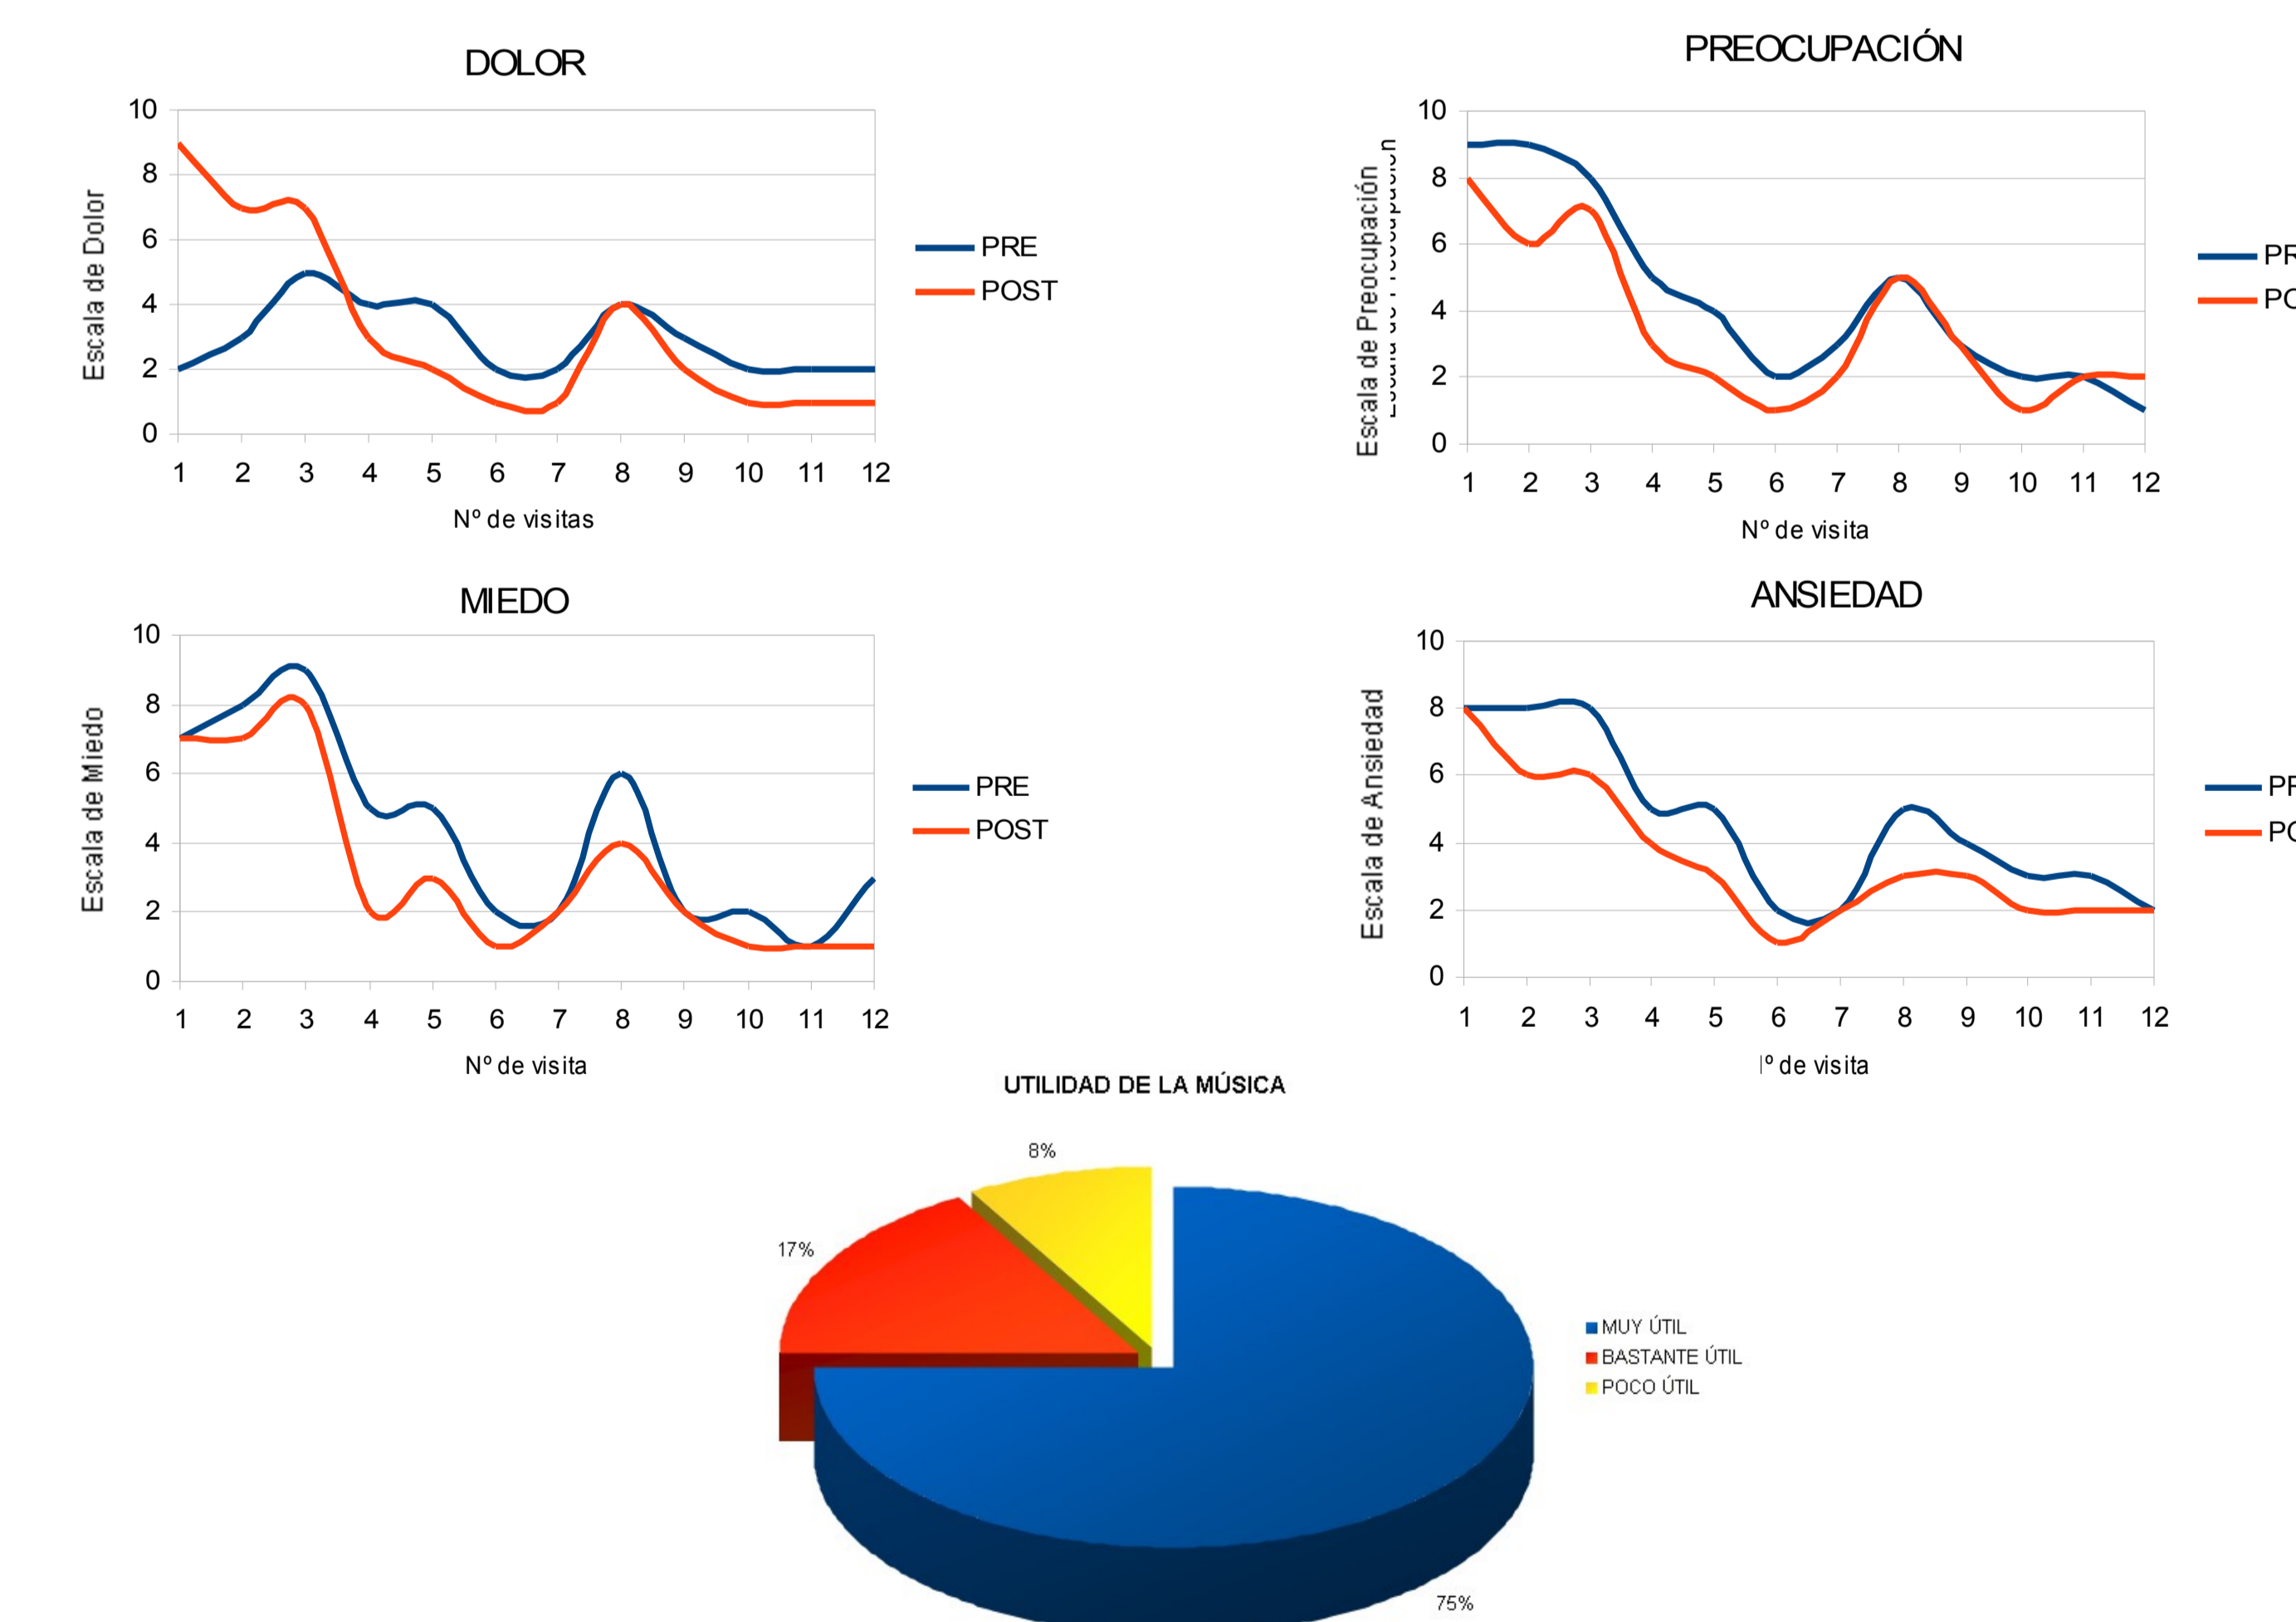 DOLOR
10
8
6
4
2
0
Escala de Dolor
1 2 3 4 5 6 7 8 9 10 11 12
Nº de visitas
PRE
POST
PREOCUPACIÓN
10
8
6
4
2
0
Escala de Preocupación
1 2 3 4 5 6 7 8 9 10 11 12
Nº de visita
PR
PO
MIEDO
10
8
6
4
2
0
Escala de Miedo
1 2 3 4 5 6 7 8 9 10 11 12
Nº de visita
PRE
POST
ANSIEDAD
10
8
6
4
2
0
Escala de Ansiedad
1 2 3 4 5 6 7 8 9 10 11 12
º de visita
PR
PO
UTILIDAD DE LA MÚSICA
8%
17%
75%
MUY ÚTIL
BASTANTE ÚTIL
POCO ÚTIL